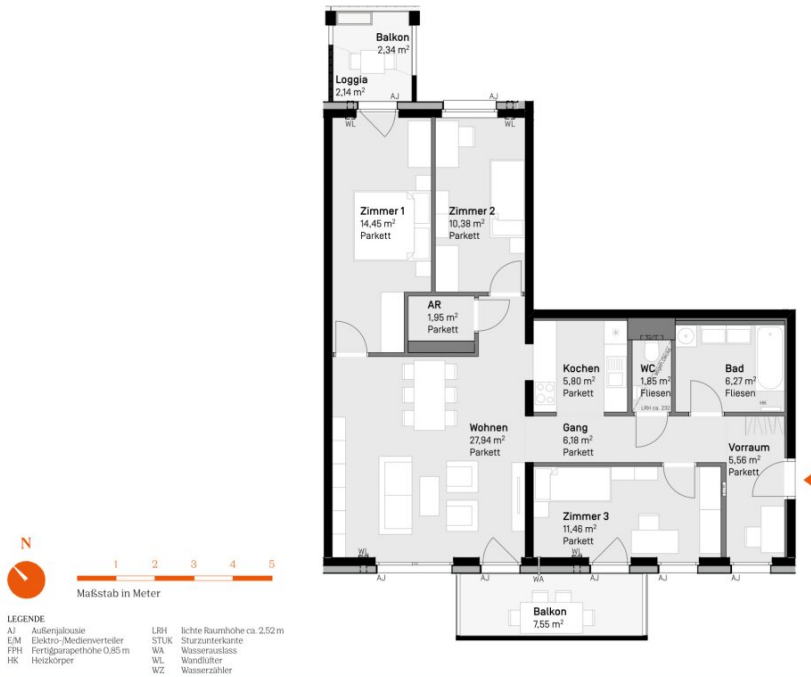 Balkon
2,34 m²
Loggia
2,14 m²
AJ
AJ
WL
WL
Zimmer 1
14,45 m²
Parkett
Zimmer 2
10,38 m²
Parkett
AR
1,95 m²
Parkett
Kochen
5,80 m²
Parkett
WC
1,85 m²
Fliesen
LRH ca. 232
Bad
6,27 m²
Fliesen
HK
Wohnen
27,94 m²
Parkett
Gang
6,18 m²
Parkett
Vorraum
5,56 m²
Parkett
Zimmer 3
11,46 m²
Parkett
WL
WL
AJ
AJ
WA
AJ
AJ
AJ
Balkon
7,55 m²
N
1 2 3 4 5
Maßstab in Meter
LEGENDE
AJ Außenjalousie
E/M Elektro-/Medienverteiler
FPH Fertigparapethöhe 0,85 m
HK Heizkörper
LRH lichte Raumhöhe ca. 2,52 m
STUK Sturzunterkante
WA Wasserauslass
WL Wandlüfter
WZ Wasserzähler